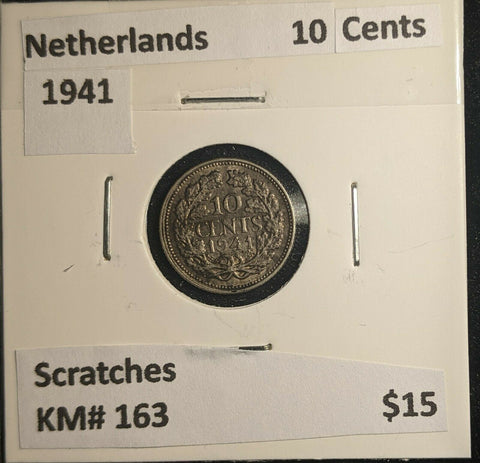 Netherlands 10 Cents
1941
10
CENTS
1941
Scratches
KM# 163 $15